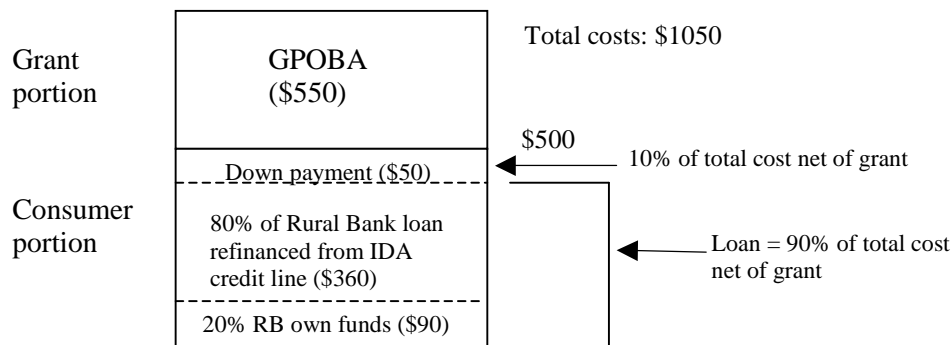 Grant
portion
GPOBA
($550)
Total costs: $1050
$500
10% of total cost net of grant
Down payment ($50)
Consumer
portion
80% of Rural Bank loan
refinanced from IDA
credit line ($360)
Loan = 90% of total cost
net of grant
20% RB own funds ($90)